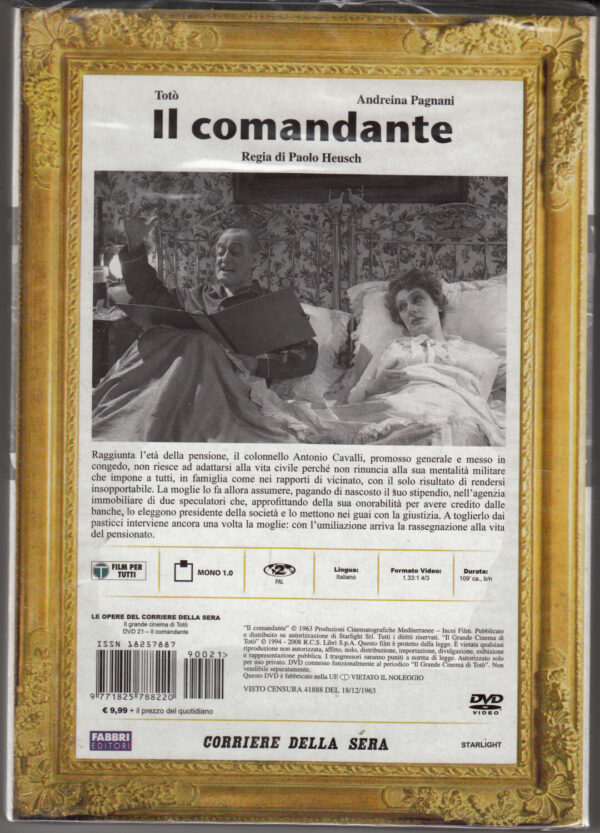 Totò
Andreina Pagnani
Il comandante
Regia di Paolo Heusch
Raggiunta l'età della pensione, il colonnello Antonio Cavalli, promosso generale e messo in
congedo, non riesce ad adattarsi alla vita civile perché non rinuncia alla sua mentalità militare
che impone a tutti, in famiglia come nei rapporti di vicinato, con il solo risultato di rendersi
insopportabile. La moglie lo fa allora assumere, pagando di nascosto il suo stipendio, nell'agenzia
immobiliare di due speculatori che, approfittando della sua onorabilità per avere credito dalle
banche, lo eleggono presidente della società e lo mettono nei guai con la giustizia. A toglierlo dai
pasticci interviene ancora una volta la moglie: con l'umiliazione arriva la rassegnazione alla vita
del pensionato.
T FILM PER
TUTTI
MONO 1.0
2
PAL
Lingua:
Italiano
Formato Video:
1.33:1 4/3
Durata:
109' ca., b/n
LE OPERE DEL CORRIERE DELLA SERA
Il grande cinema di Totò
DVD 21 – Il comandante
ISSN 18257887
90021>
9 771825 788220
€ 9,99 + il prezzo del quotidiano
"Il comandante" © 1963 Produzioni Cinematografiche Mediterranee – Incei Film. Pubblicato
e distribuito su autorizzazione di Starlight Srl. Tutti i diritti riservati. "Il Grande Cinema di
Totò" © 1994 - 2008 R.C.S. Libri S.p.A. Questo film è protetto dalla legge. È vietata qualsiasi
riproduzione non autorizzata, affitto, nolo, distribuzione, importazione, divulgazione, esibizione
e rappresentazione pubblica. I trasgressori saranno puniti a norma di legge. Autorizzato solo
per uso privato. DVD connesso funzionalmente al periodico "Il Grande Cinema di Totò". Non
vendibile separatamente.
Questo DVD è fabbricato nella UE VIETATO IL NOLEGGIO
VISTO CENSURA 41888 DEL 18/12/1963
DVD
VIDEO
FABBRI
EDITORI
CORRIERE DELLA SERA
STARLIGHT